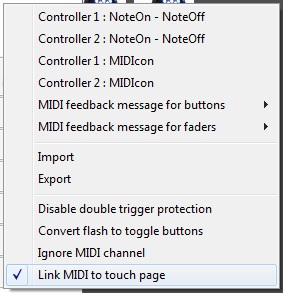 Controller 1 : NoteOn - NoteOff
Controller 2 : NoteOn - NoteOff
Controller 1 : MIDIcon
Controller 2 : MIDIcon
MIDI feedback message for buttons
MIDI feedback message for faders
Import
Export
Disable double trigger protection
Convert flash to toggle buttons
Ignore MIDI channel
Link MIDI to touch page